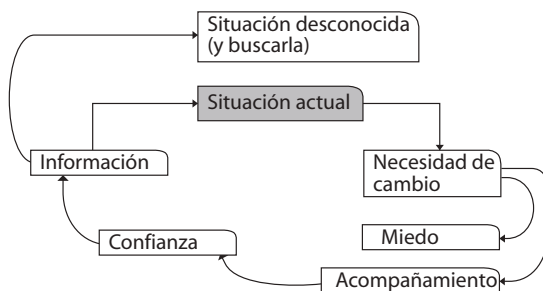 Situación desconocida
(y buscarla)
Situación actual
Información
Necesidad de
cambio
Confianza
Miedo
Acompañamiento